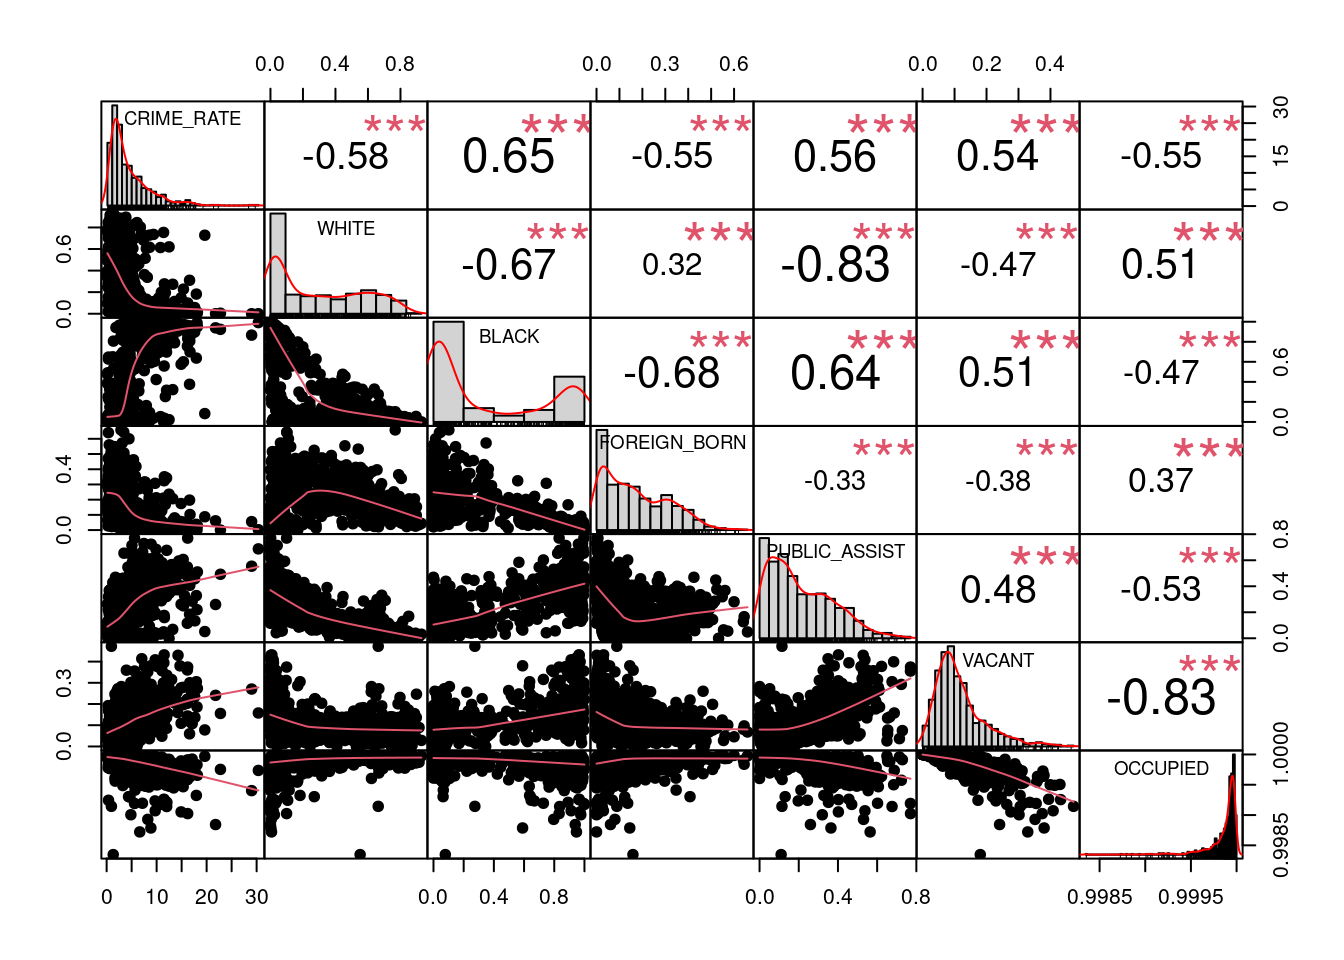 0.0 0.4 0.8 0.0 0.3 0.6 0.0 0.2 0.4
CRIME_RATE *** -0.58 *** 0.65 *** -0.55 *** 0.56 *** 0.54 *** -0.55 0 15 30
0.0 0.6 WHITE *** -0.67 *** 0.32 *** -0.83 *** -0.47 *** 0.51
BLACK *** -0.68 *** 0.64 *** 0.51 *** -0.47 0.0 0.6
0.0 0.4 FOREIGN_BORN *** -0.33 *** -0.38 *** 0.37
PUBLIC_ASSIST *** 0.48 *** -0.53 0.0 0.4 0.8
0.0 0.3 VACANT *** -0.83
OCCUPIED 0.9985 1.0000
0 10 20 30 0.0 0.4 0.8 0.0 0.4 0.8 0.9985 0.9995